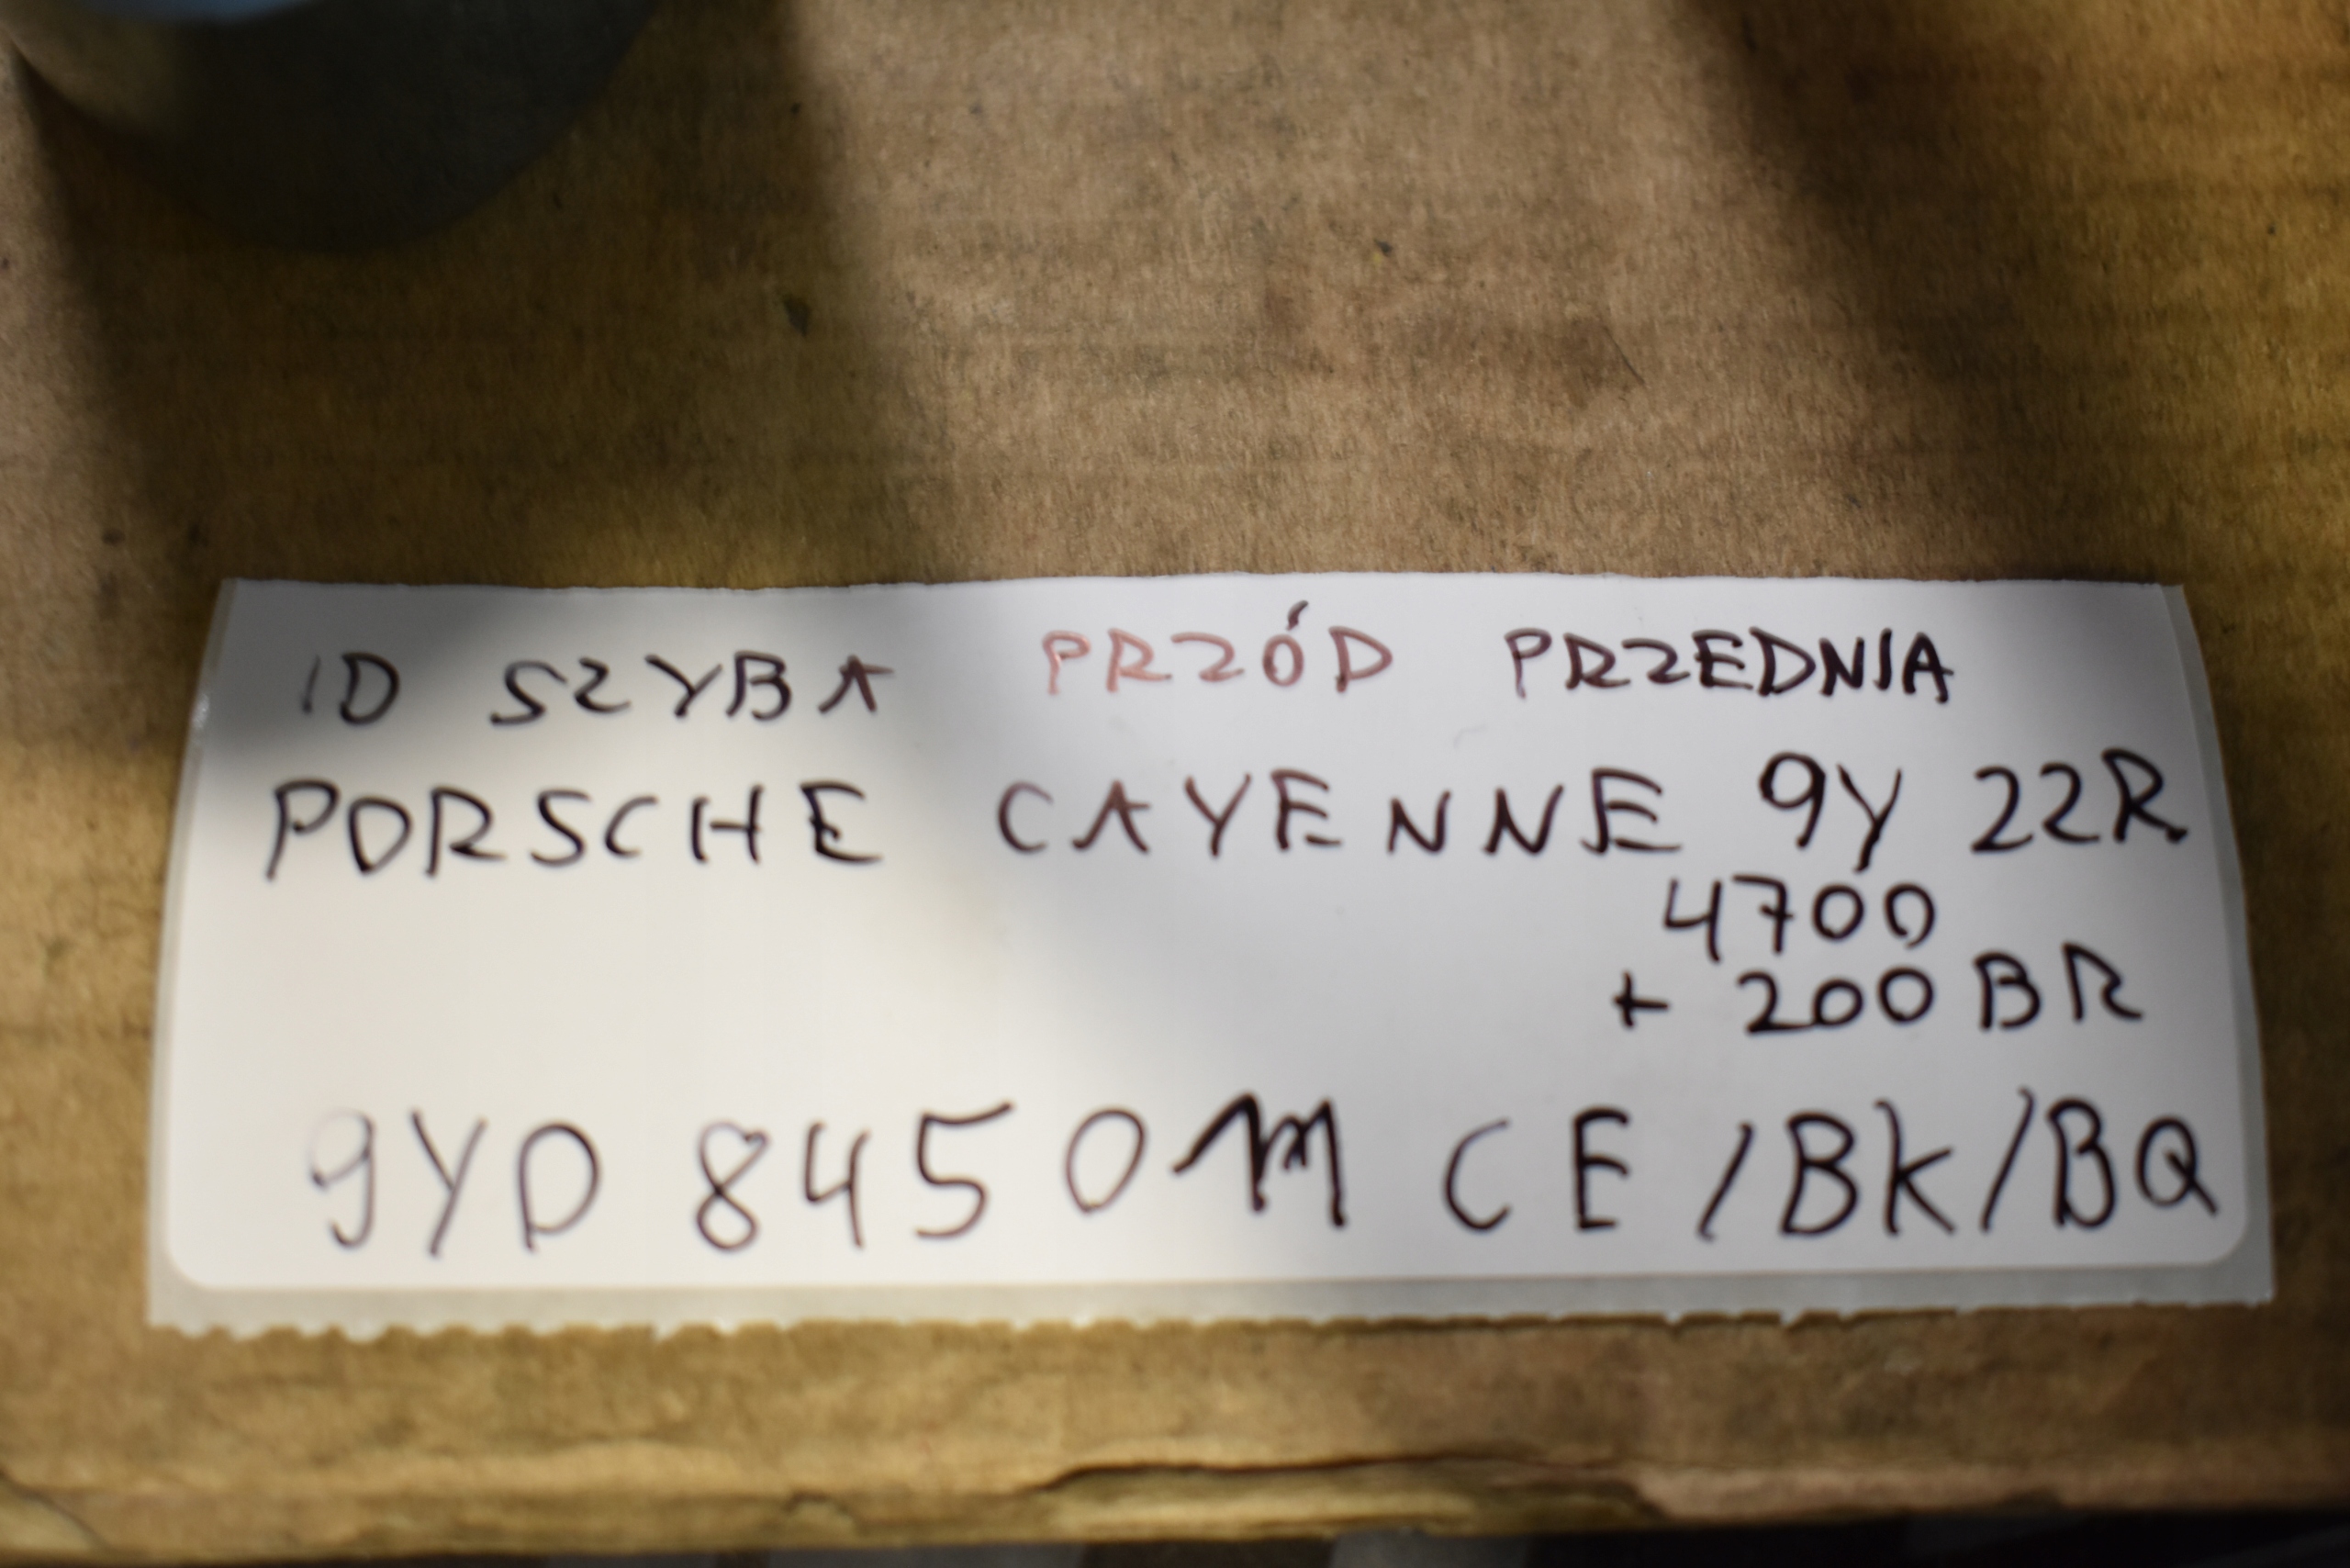 ID SZYBA PRZÓD PRZEDNIA
PORSCHE CAYENNE 9Y 22R
4700
+ 200 BR
9YD 8450M CE/BK/BQ